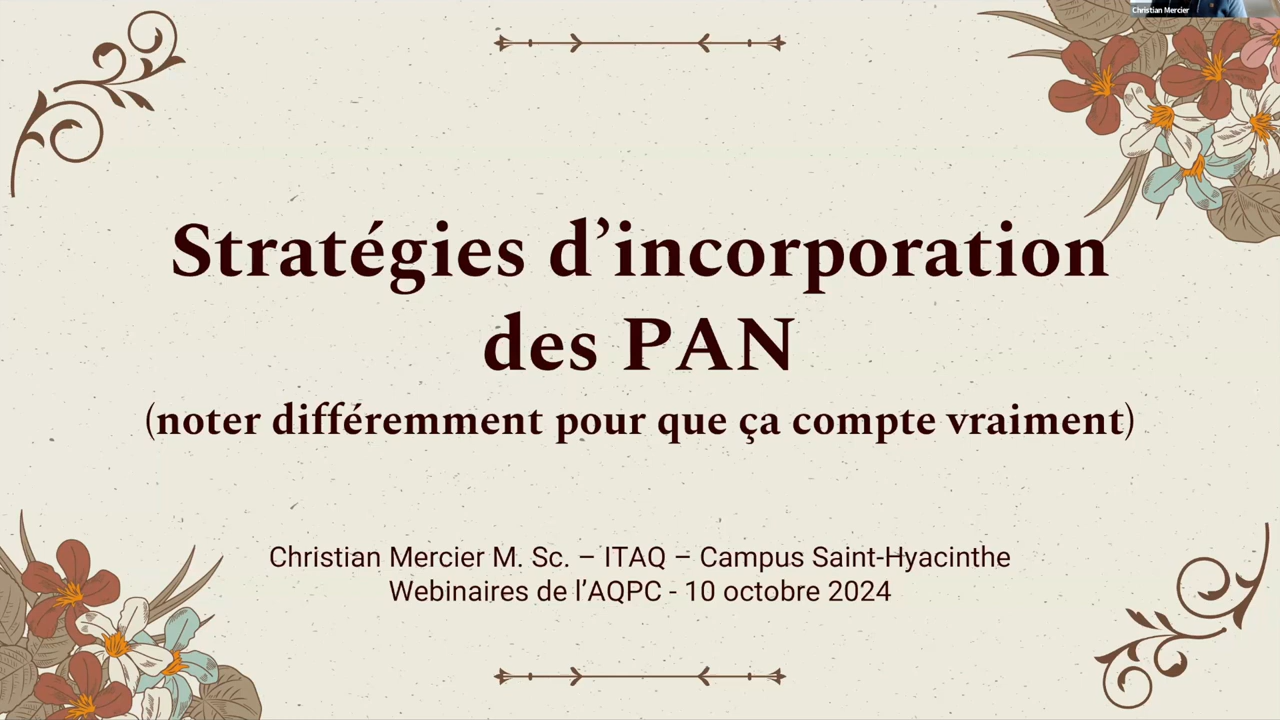 Christian Mercier
Stratégies d’incorporation
des PAN
(noter différemment pour que ça compte vraiment)
Christian Mercier M. Sc. – ITAQ – Campus Saint-Hyacinthe
Webinaires de l’AQPC - 10 octobre 2024